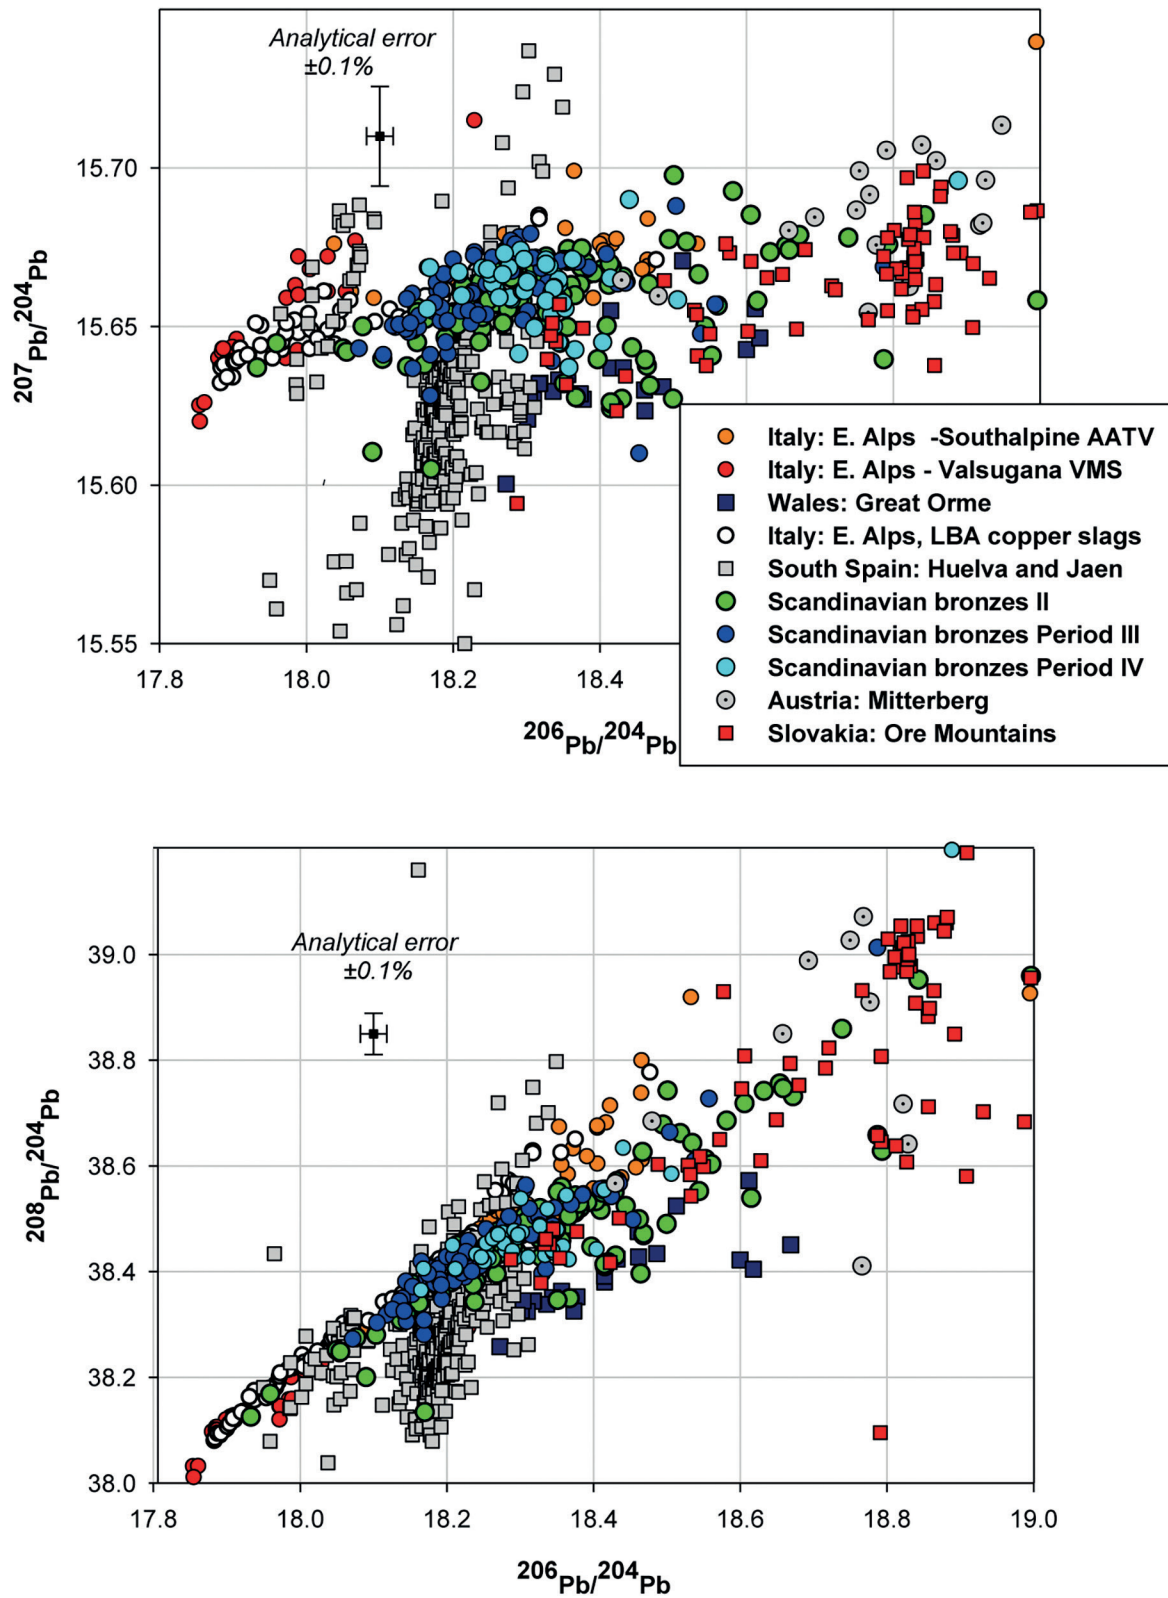 Analytical error
±0.1%
15.70
15.65
15.60
15.55
207Pb/204Pb
17.8
18.0
18.2
18.4
206Pb/204Pb
Italy: E. Alps -Southalpine AATV
Italy: E. Alps - Valsugana VMS
Wales: Great Orme
Italy: E. Alps, LBA copper slags
South Spain: Huelva and Jaen
Scandinavian bronzes II
Scandinavian bronzes Period III
Scandinavian bronzes Period IV
Austria: Mitterberg
Slovakia: Ore Mountains
Analytical error
±0.1%
39.0
38.8
38.6
38.4
38.2
38.0
208Pb/204Pb
17.8
18.0
18.2
18.4
18.6
18.8
19.0
206Pb/204Pb